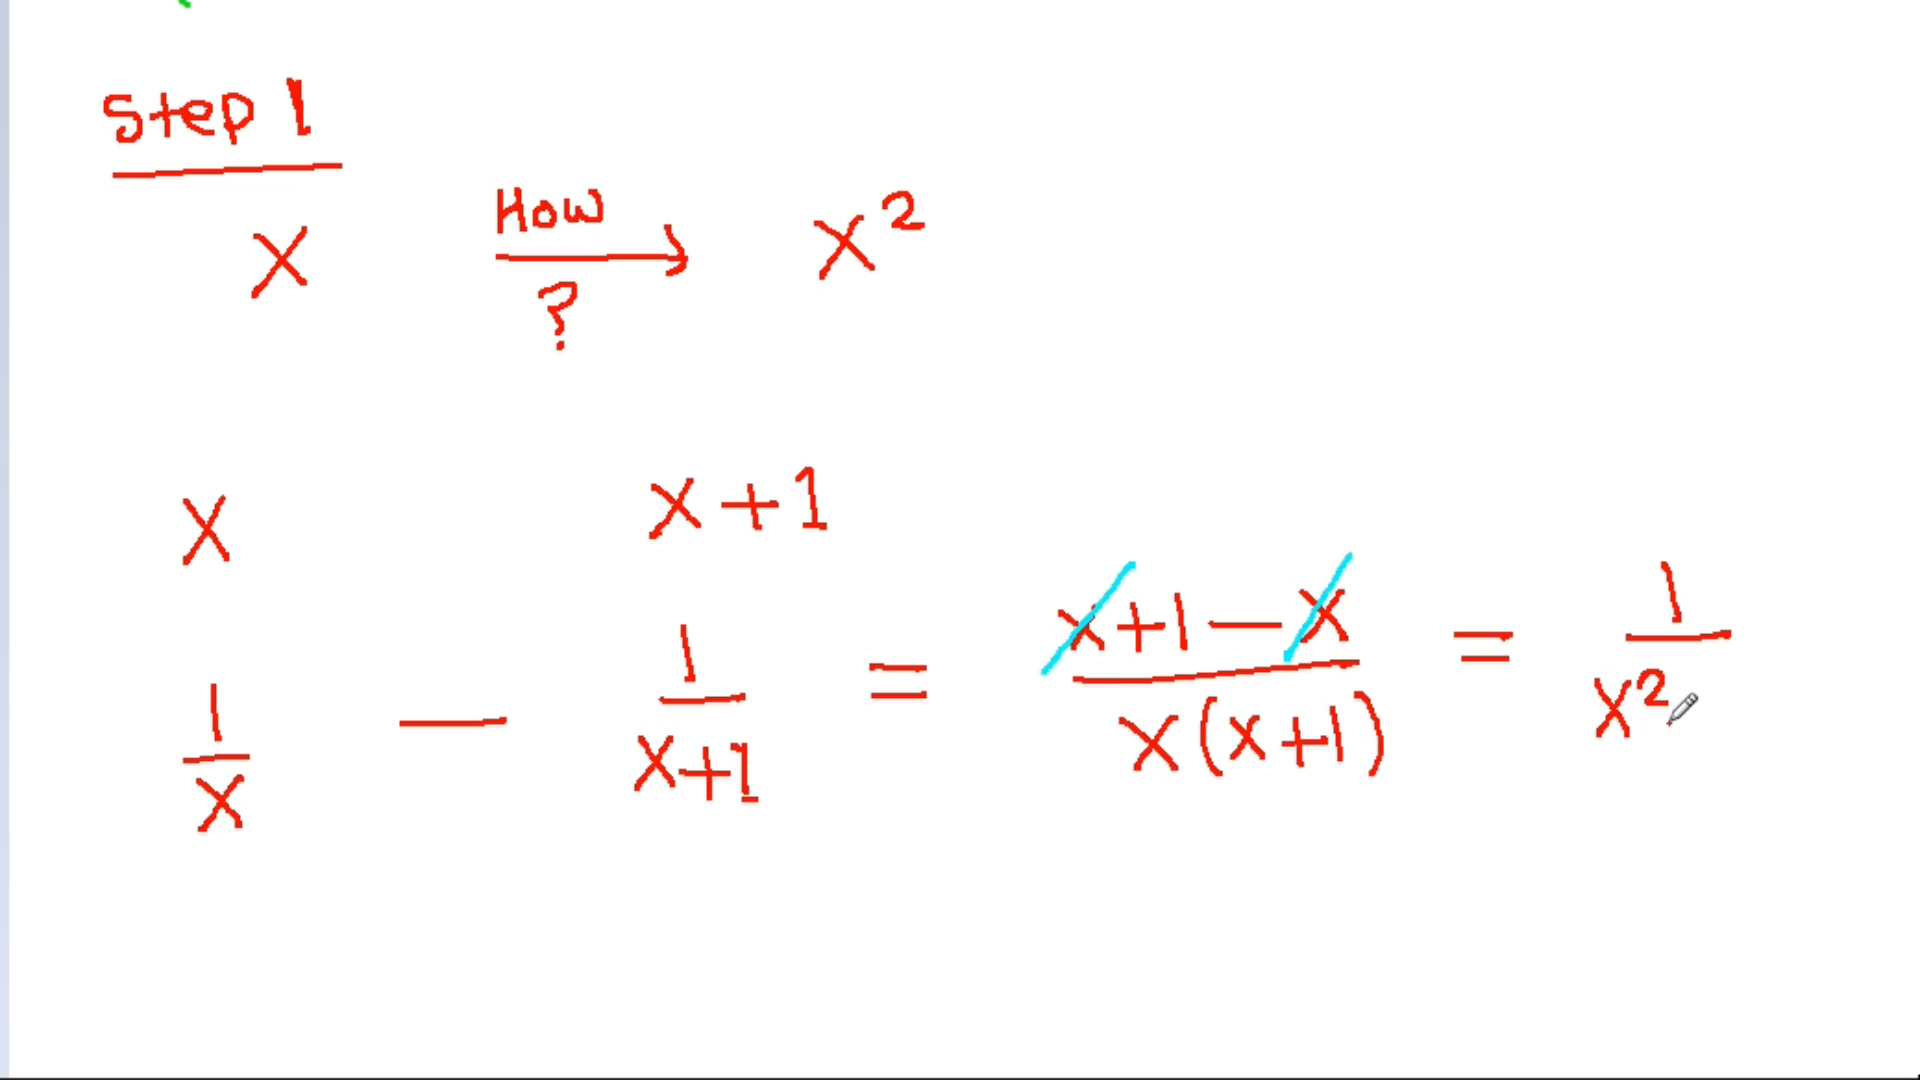 Step 1
x How ? → x²
x x+1
1/x — 1/(x+1) = (x+1—x)/(x(x+1)) = 1/x²